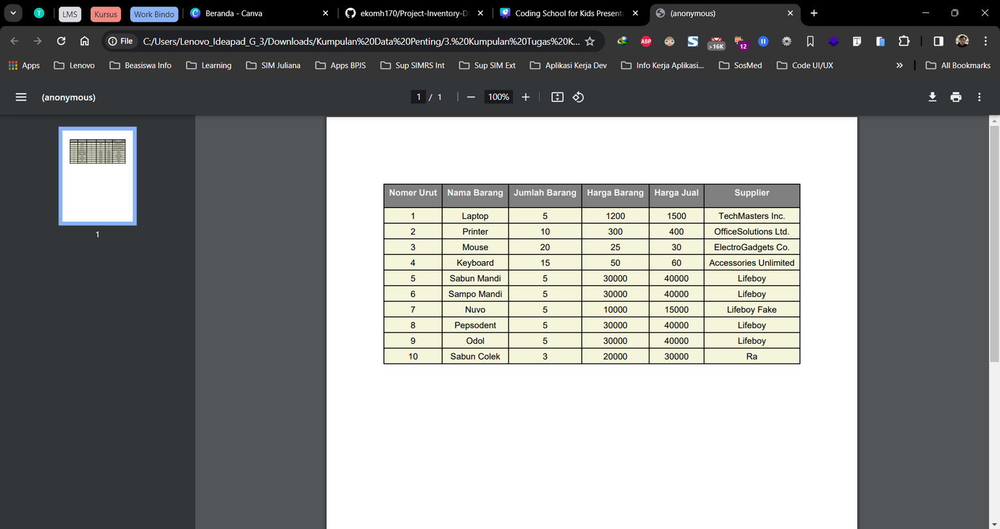 LMS Kursus Work Bindo Beranda - Canva ekomh170/Project-Inventory-D Coding School for Kids Present (anonymous)
File C:/Users/Lenovo_Ideapad_G_3/Downloads/Kumpulan%20Data%20Penting/3.%20Kumpulan%20Tugas%20K... ABP >16K 12
Apps Lenovo Beasiswa Info Learning SIM Juliana Apps BPJS Sup SIMRS Int Sup SIM Ext Aplikasi Kerja Dev Info Kerja Aplikasi... SosMed Code UI/UX » All Bookmarks
(anonymous) 1 / 1 100%
1
Nomer Urut Nama Barang Jumlah Barang Harga Barang Harga Jual Supplier
1 Laptop 5 1200 1500 TechMasters Inc.
2 Printer 10 300 400 OfficeSolutions Ltd.
3 Mouse 20 25 30 ElectroGadgets Co.
4 Keyboard 15 50 60 Accessories Unlimited
5 Sabun Mandi 5 30000 40000 Lifeboy
6 Sampo Mandi 5 30000 40000 Lifeboy
7 Nuvo 5 10000 15000 Lifeboy Fake
8 Pepsodent 5 30000 40000 Lifeboy
9 Odol 5 30000 40000 Lifeboy
10 Sabun Colek 3 20000 30000 Ra